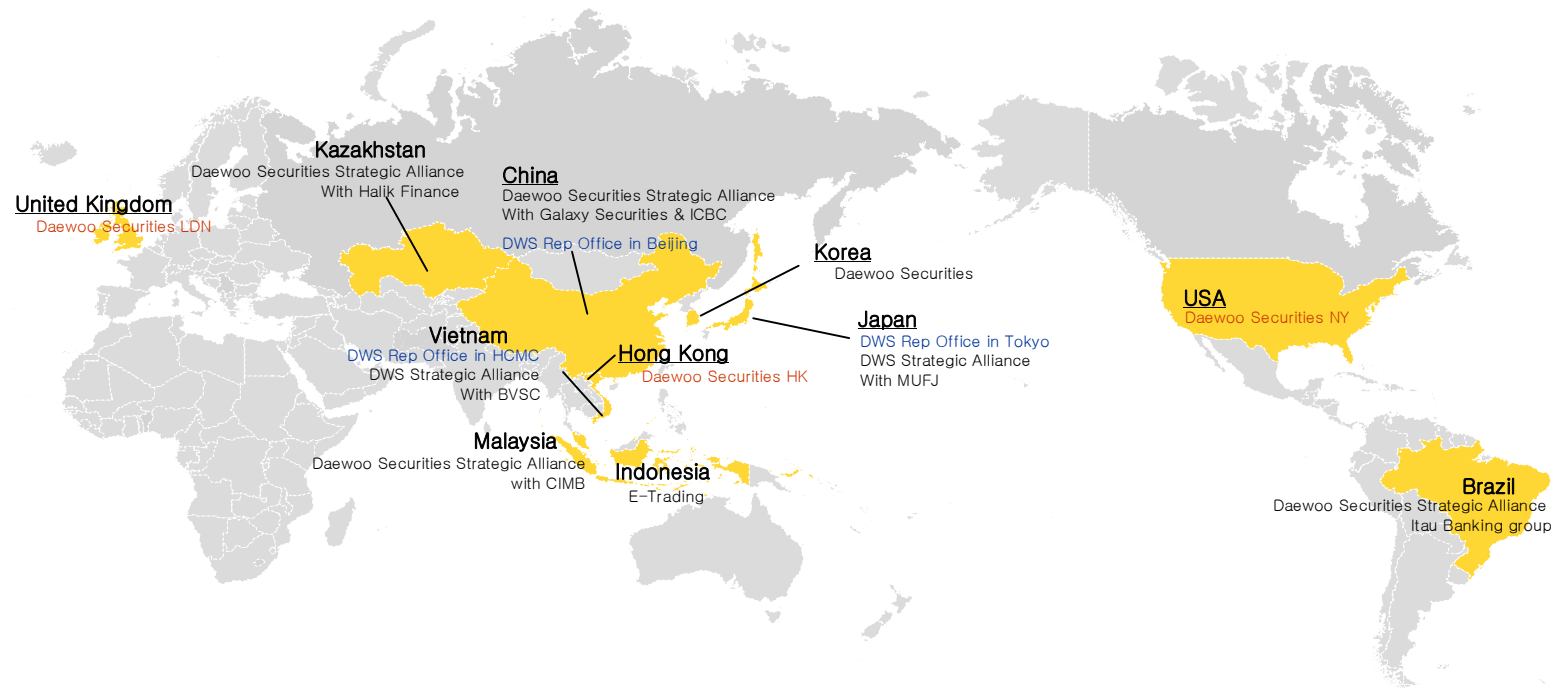 Kazakhstan
Daewoo Securities Strategic Alliance
With Halik Finance
China
Daewoo Securities Strategic Alliance
With Galaxy Securities & ICBC
DWS Rep Office in Beijing
United Kingdom
Daewoo Securities LDN
Korea
Daewoo Securities
USA
Daewoo Securities NY
Japan
DWS Rep Office in Tokyo
DWS Strategic Alliance
With MUFJ
Vietnam
DWS Rep Office in HCMC
DWS Strategic Alliance
With BVSC
Hong Kong
Daewoo Securities HK
Malaysia
Daewoo Securities Strategic Alliance
with CIMB
Indonesia
E-Trading
Brazil
Daewoo Securities Strategic Alliance
Itau Banking group